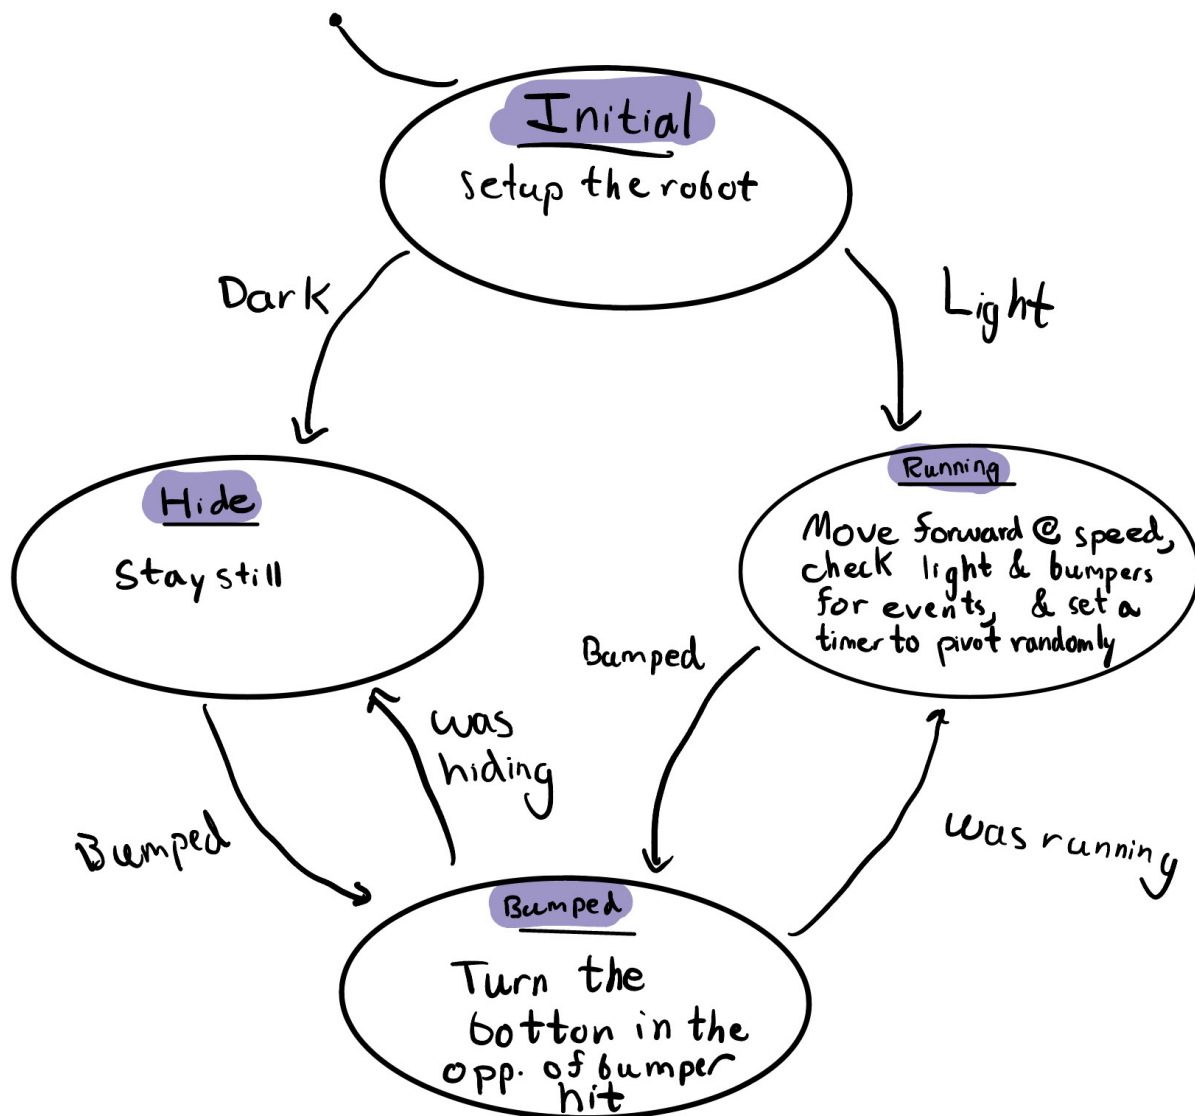 Initial
setup the robot
Dark
Light
Hide
Stay still
Running
Move forward @ speed,
check light & bumpers
for events, & set a
timer to pivot randomly
Bumped
was
hiding
Bumped
was running
Bumped
Turn the
botton in the
opp. of bumper
hit